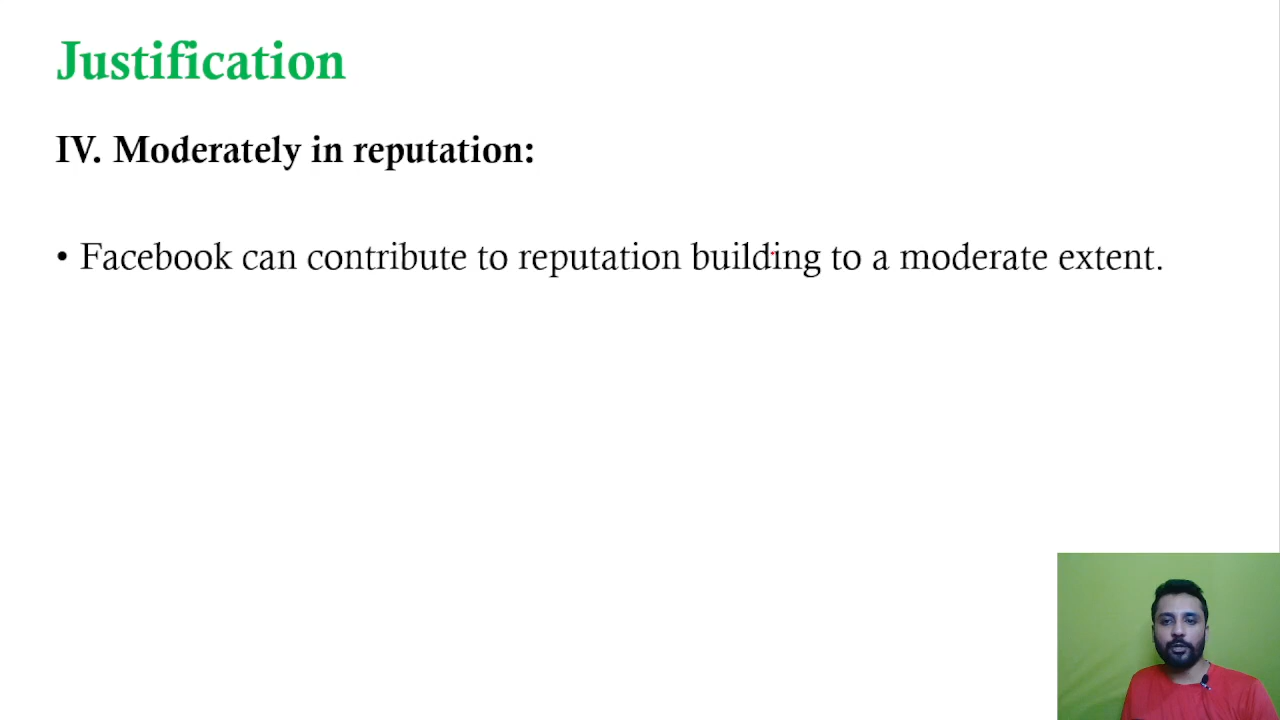 Justification
IV. Moderately in reputation:
• Facebook can contribute to reputation building to a moderate extent.